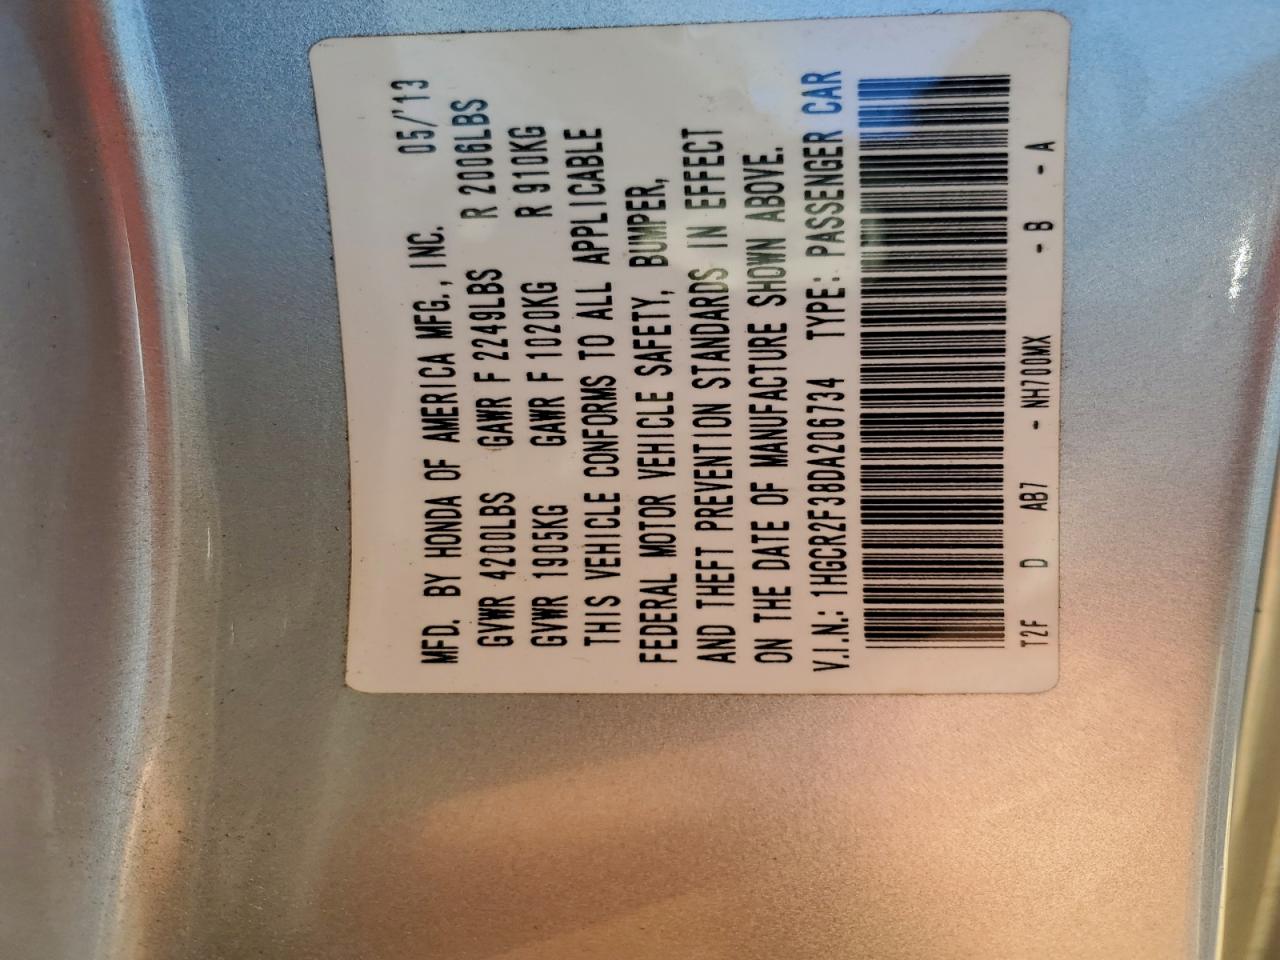 MFD. BY HONDA OF AMERICA MFG., INC. 05/'13
GVWR 4200LBS GAWR F 2249LBS R 2006LBS
GVWR 1905KG GAWR F 1020KG R 910KG
THIS VEHICLE CONFORMS TO ALL APPLICABLE
FEDERAL MOTOR VEHICLE SAFETY, BUMPER,
AND THEFT PREVENTION STANDARDS IN EFFECT
ON THE DATE OF MANUFACTURE SHOWN ABOVE.
V.I.N.: 1HGCR2F38DA206734 TYPE: PASSENGER CAR
T2F D AB7 - NH700MX - B - A